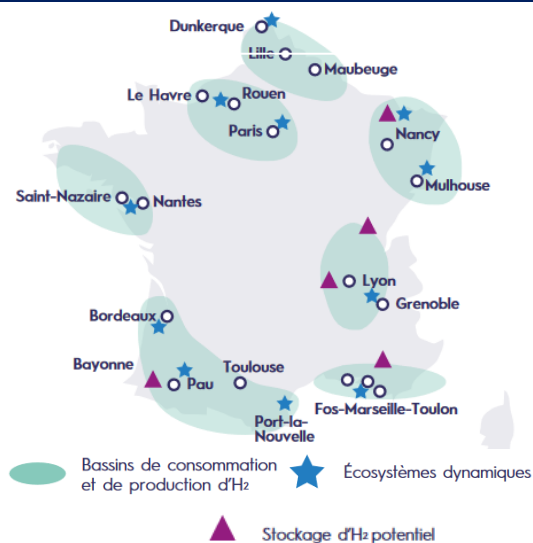 Dunkerque
Lille
Maubeuge
Le Havre
Rouen
Paris
Nancy
Mulhouse
Saint-Nazaire
Nantes
Lyon
Grenoble
Bordeaux
Bayonne
Toulouse
Pau
Fos-Marseille-Toulon
Port-la-
Nouvelle
Bassins de consommation
et de production d'H2
Écosystèmes dynamiques
Stockage d'H2 potentiel